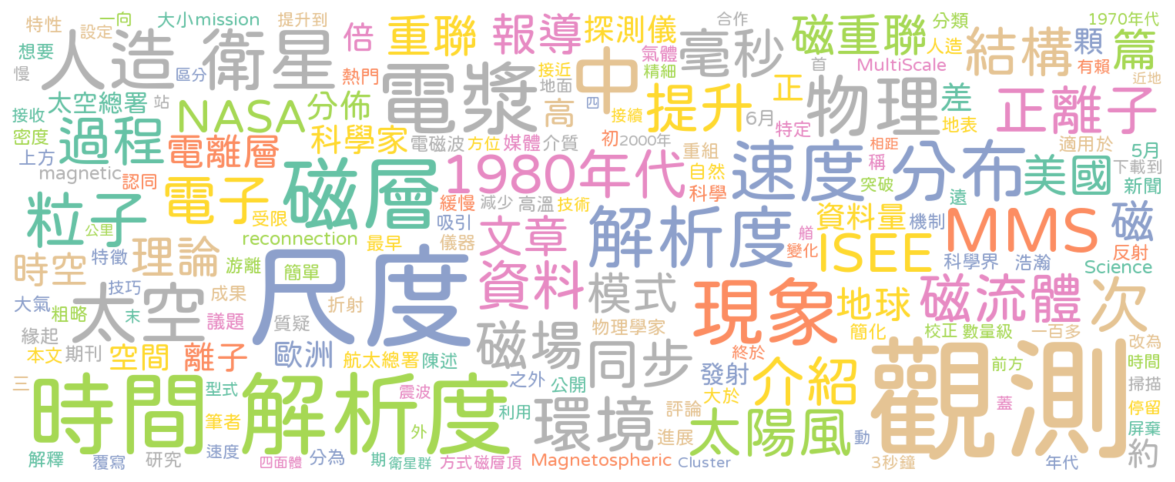 特性 設定 一向 大小mission 提升到 倍 重聯 報導 探測儀 合作 磁重聯 分類 1970年代
想要 人造衛星 區分 熱門 氣體 毫秒 人造 結構 顆 篇
慢 電漿 接近 地面 中 精細 首 MultiScale 有賴 近地
太空總署 站 NASA 分佈 高 四 接續 提升 正 物理 差 正離子
接收 密度 過程 科學家 電磁波 方位 媒體 介質 初 2000年 6月 特定 地表 相距 適用於 5月
上方 magnetic 電離層 磁層 1980年代 重組 自然 速度分布 稱 美國 下載到
認同 粒子 電子 緩慢 減少 高溫 技術 科學 突破 遠 新聞
公里 受限 吸引 文章 解析度 資料量 機制 MMS 磁
時空 特徵 理論 reconnection 最早 儀器 變化 艘 ISEE 科學界 浩瀚 反射 Science
大氣 技巧 游離 簡單 尺度 資料 模式 現象 地球 磁流體 次
粗略 末 太空 成果 議題 折射 質疑 物理學家 簡化 校正 數量級 一百多 改為
緣起 本文 期刊 空間 離子 歐洲 航太總署 陳述 磁場 同步 終於 發射 介紹 前方 觀測 時間
三 時間解析度 型式 震波 之外 公開 大於 蓋 掃描
筆者 外 利用 環境 評論 太陽風 停留
解釋 覆寫 研究 速度 四面體 分為 期 衛星群 方式 磁層頂 Magnetospheric 進展 Cluster 動 3秒鐘 年代 屏棄 約